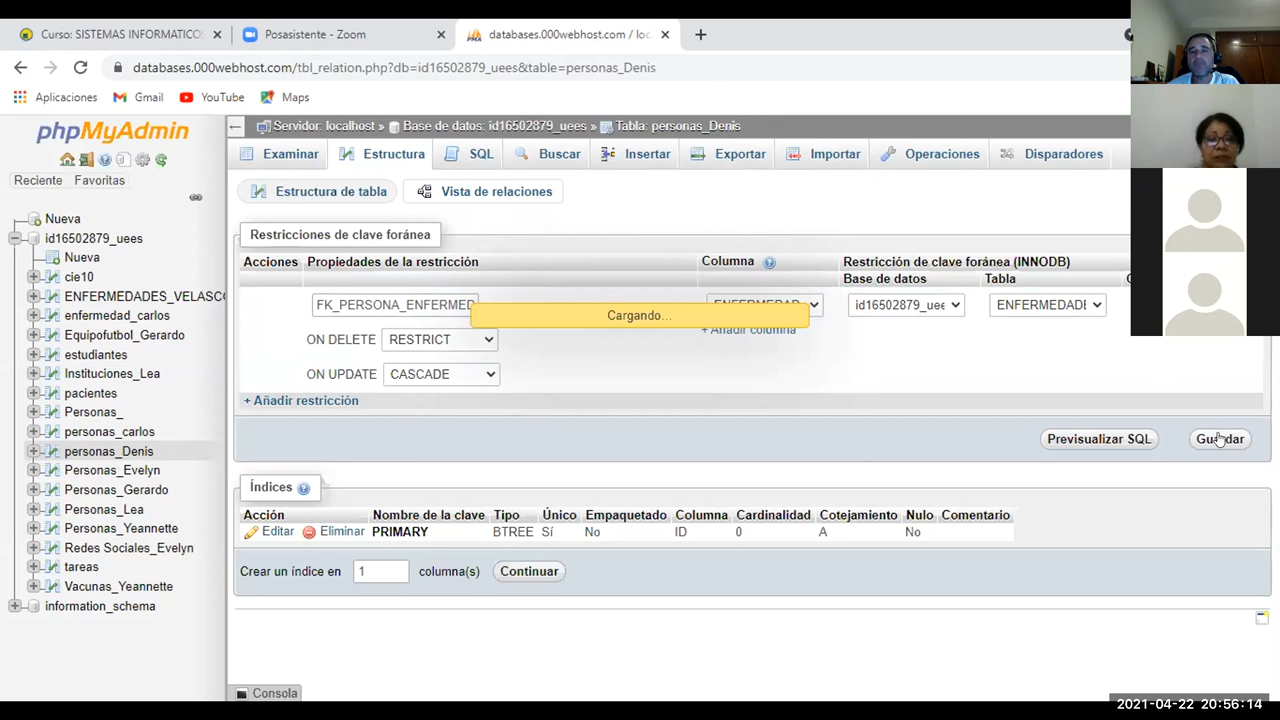 Curso: SISTEMAS INFORMATICO
Posasistente - Zoom
databases.000webhost.com / loc
databases.000webhost.com/tbl_relation.php?db=id16502879_uees&table=personas_Denis
Aplicaciones
Gmail
YouTube
Maps
phpMyAdmin
Reciente
Favoritas
Nueva
id16502879_uees
Nueva
cie10
ENFERMEDADES_VELASC
enfermedad_carlos
Equipofutbol_Gerardo
estudiantes
Instituciones_Lea
pacientes
Personas_
personas_carlos
personas_Denis
Personas_Evelyn
Personas_Gerardo
Personas_Lea
Personas_Yeannette
Redes Sociales_Evelyn
tareas
Vacunas_Yeannette
information_schema
Servidor: localhost » Base de datos: id16502879_uees » Tabla: personas_Denis
Examinar
Estructura
SQL
Buscar
Insertar
Exportar
Importar
Operaciones
Disparadores
Estructura de tabla
Vista de relaciones
Restricciones de clave foránea
Acciones Propiedades de la restricción Columna Restricción de clave foránea (INNODB)
Base de datos Tabla
FK_PERSONA_ENFERMED ENFERMEDAD id16502879_uee ENFERMEDADE
Cargando...
+ Añadir columna
ON DELETE RESTRICT
ON UPDATE CASCADE
+ Añadir restricción
Previsualizar SQL
Guardar
Índices
Acción Nombre de la clave Tipo Único Empaquetado Columna Cardinalidad Cotejamiento Nulo Comentario
Editar Eliminar PRIMARY BTREE Sí No ID 0 A No
Crear un índice en 1 columna(s) Continuar
Consola
2021-04-22 20:56:14